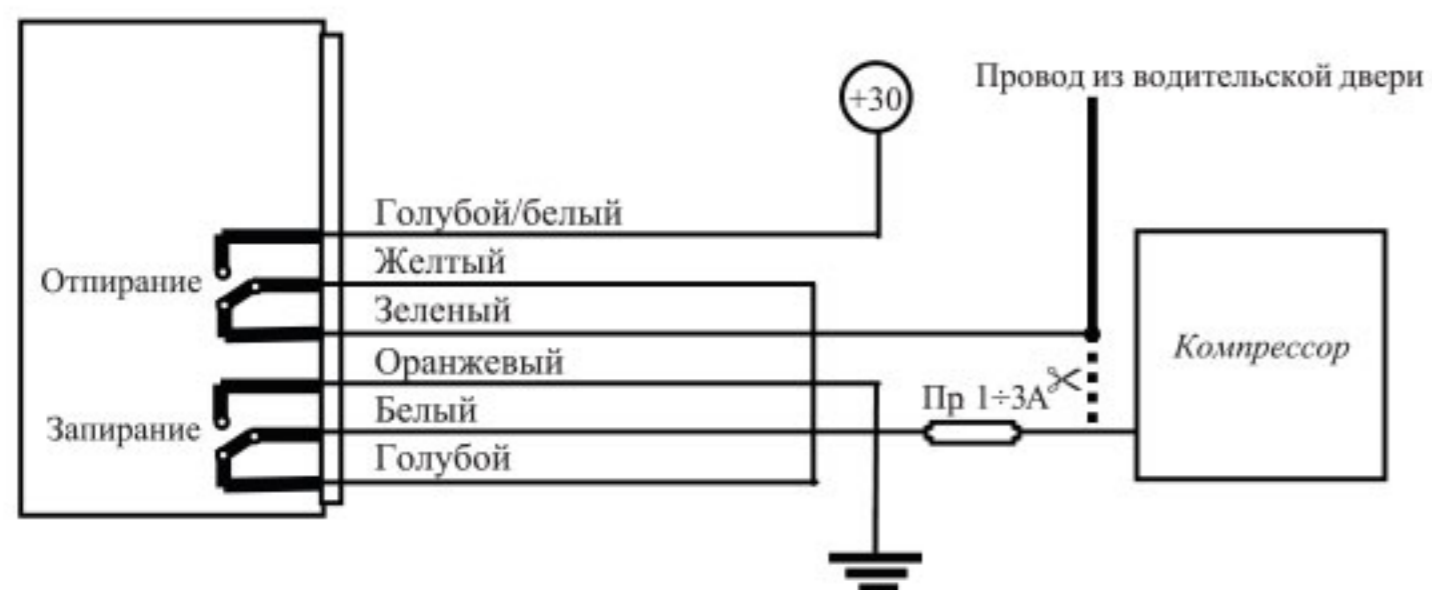 Провод из водительской двери
+30
Голубой/белый
Желтый
Отпирание
Зеленый
Оранжевый
Компрессор
Пр 1÷3А
Белый
Запирание
Голубой